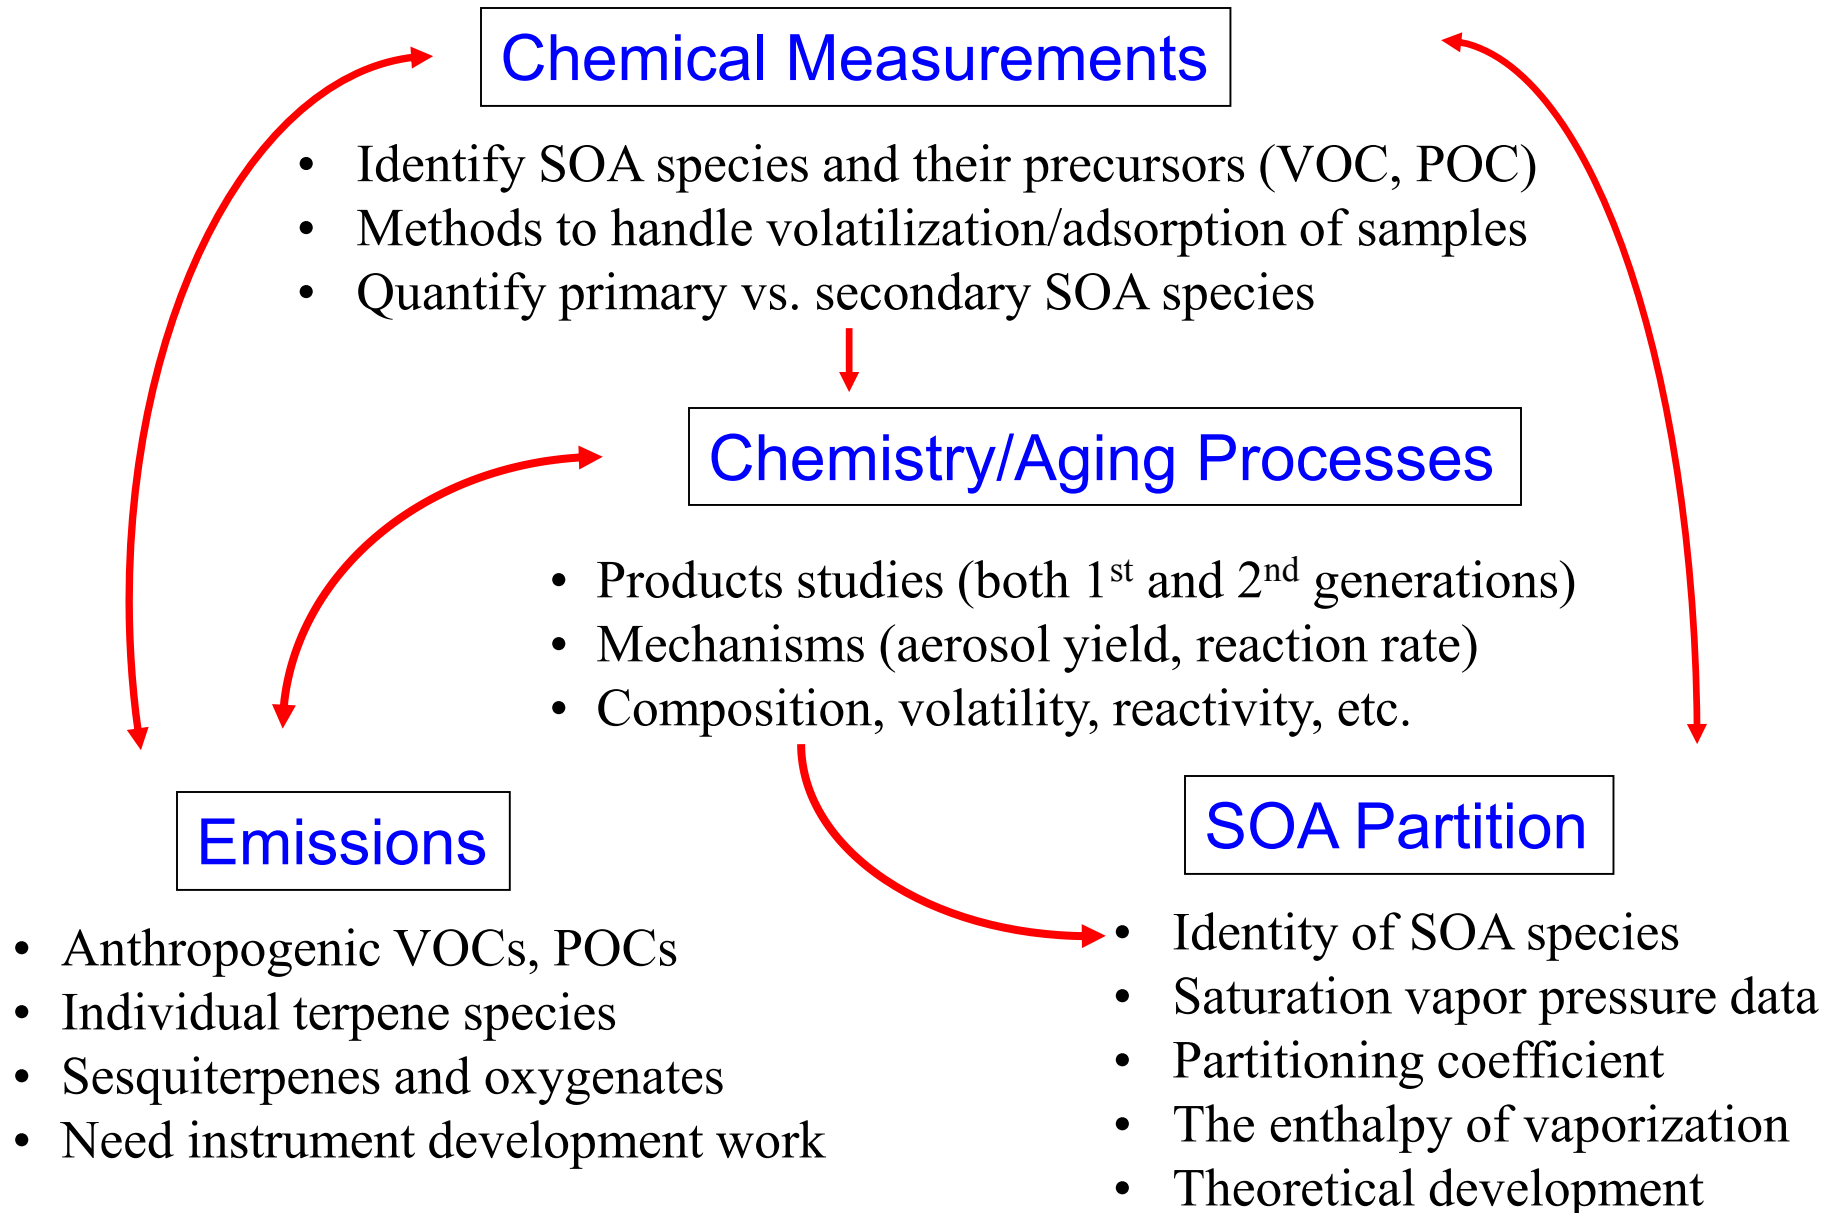 Chemical Measurements
• Identify SOA species and their precursors (VOC, POC)
• Methods to handle volatilization/adsorption of samples
• Quantify primary vs. secondary SOA species
Chemistry/Aging Processes
• Products studies (both 1st and 2nd generations)
• Mechanisms (aerosol yield, reaction rate)
• Composition, volatility, reactivity, etc.
Emissions
• Anthropogenic VOCs, POCs
• Individual terpene species
• Sesquiterpenes and oxygenates
• Need instrument development work
SOA Partition
• Identity of SOA species
• Saturation vapor pressure data
• Partitioning coefficient
• The enthalpy of vaporization
• Theoretical development